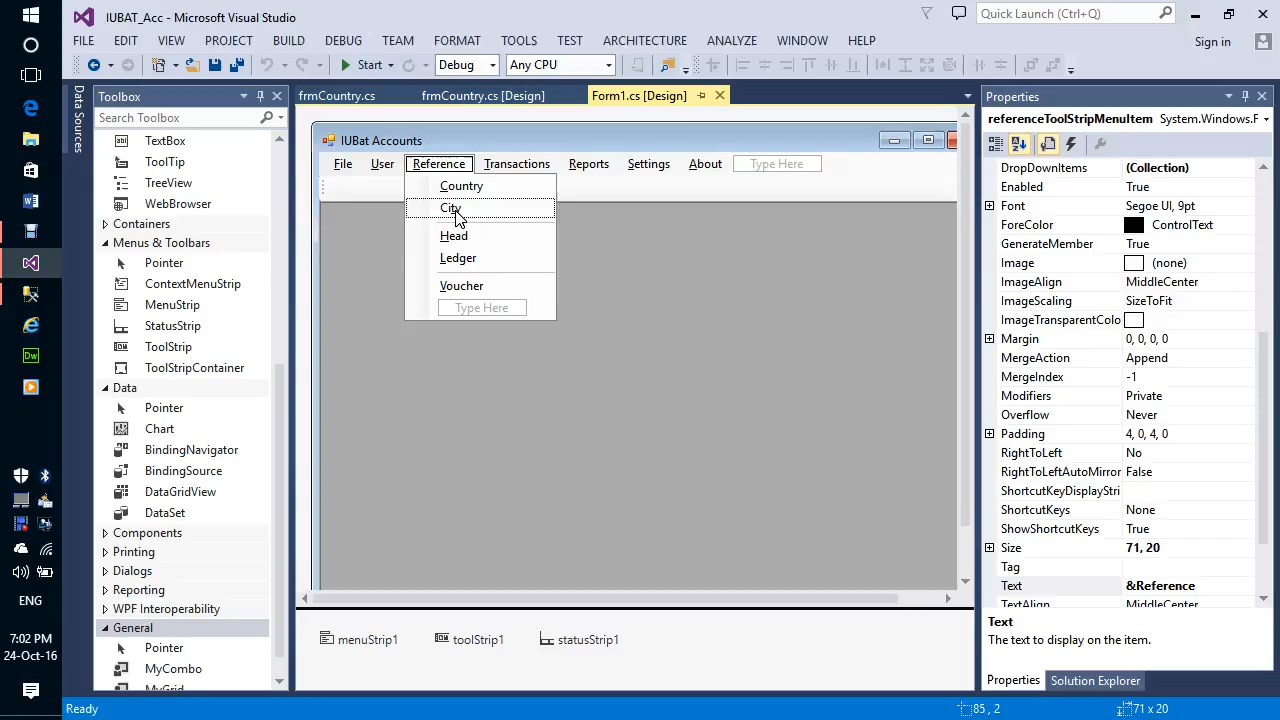 IUBAT_Acc - Microsoft Visual Studio
Quick Launch (Ctrl+Q)
FILE EDIT VIEW PROJECT BUILD DEBUG TEAM FORMAT TOOLS TEST ARCHITECTURE ANALYZE WINDOW HELP
Sign in
Start Debug Any CPU
Data Sources
Toolbox
Search Toolbox
TextBox
ToolTip
TreeView
WebBrowser
Containers
Menus & Toolbars
Pointer
ContextMenuStrip
MenuStrip
StatusStrip
ToolStrip
ToolStripContainer
Data
Pointer
Chart
BindingNavigator
BindingSource
DataGridView
DataSet
Components
Printing
Dialogs
Reporting
WPF Interoperability
General
Pointer
MyCombo
MyGrid
frmCountry.cs frmCountry.cs [Design] Form1.cs [Design]
IUBat Accounts
File User Reference Transactions Reports Settings About Type Here
Country
City
Head
Ledger
Voucher
Type Here
menuStrip1 toolStrip1 statusStrip1
Properties
referenceToolStripMenuItem System.Windows.F
DropDownItems (Collection)
Enabled True
Font Segoe UI, 9pt
ForeColor ControlText
GenerateMember True
Image (none)
ImageAlign MiddleCenter
ImageScaling SizeToFit
ImageTransparentColo
Margin 0, 0, 0, 0
MergeAction Append
MergeIndex -1
Modifiers Private
Overflow Never
Padding 4, 0, 4, 0
RightToLeft No
RightToLeftAutoMirror False
ShortcutKeyDisplayStri
ShortcutKeys None
ShowShortcutKeys True
Size 71, 20
Tag
Text &Reference
TextAlign MiddleCenter
Text
The text to display on the item.
Properties Solution Explorer
Dw
ENG
7:02 PM
24-Oct-16
Ready 85 , 2 71 x 20